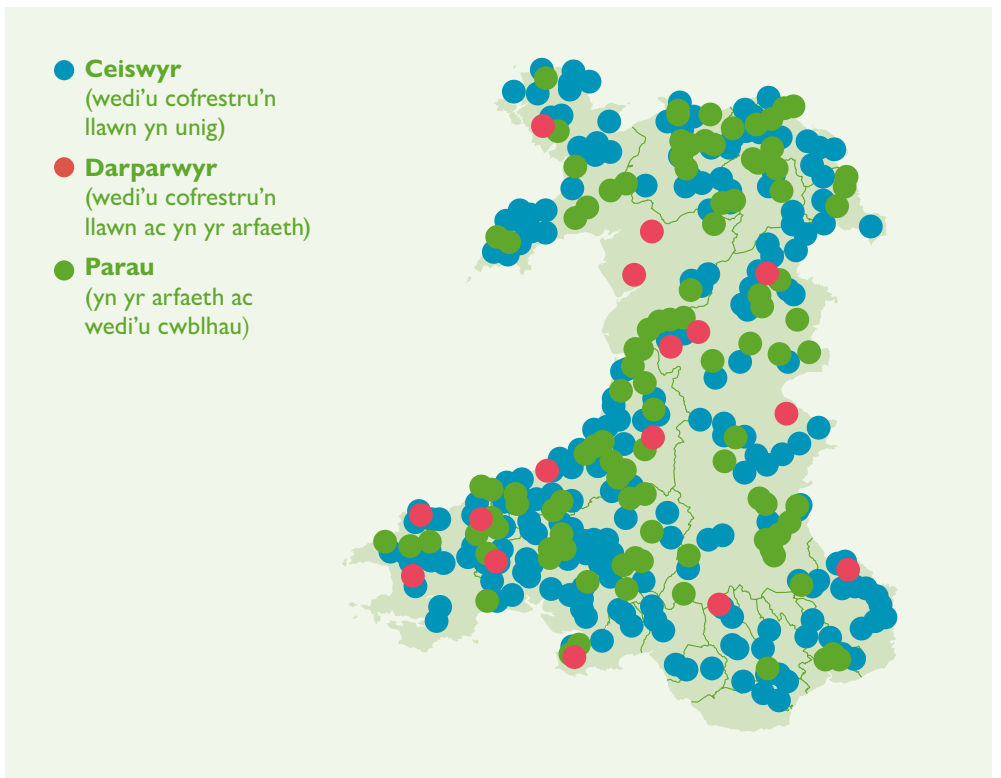 Ceiswyr
(wedi'u cofrestru'n
llawn yn unig)
Darparwyr
(wedi'u cofrestru'n
llawn ac yn yr arfaeth)
Parau
(yn yr arfaeth ac
wedi'u cwblhau)